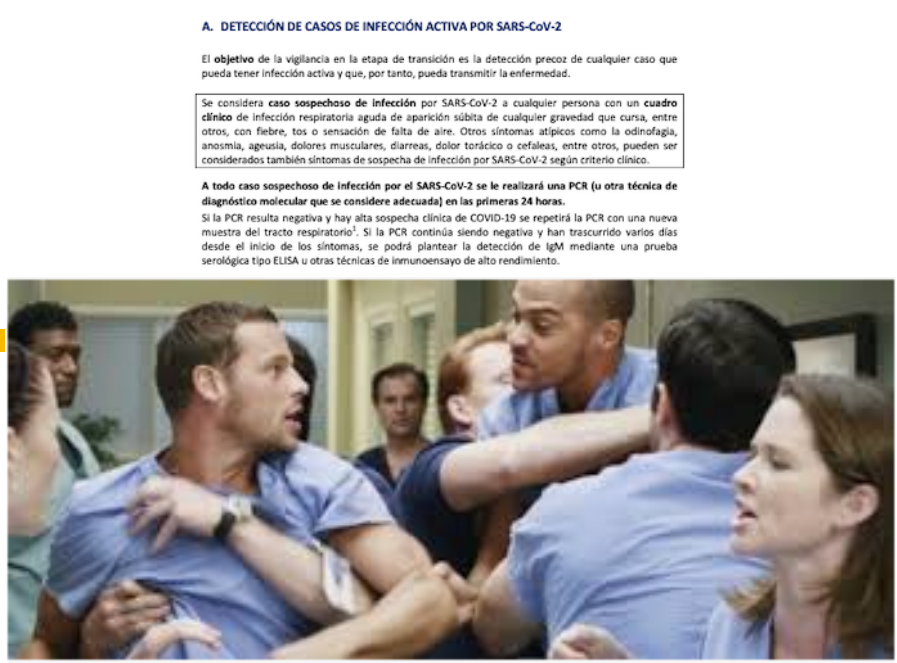 A. DETECCIÓN DE CASOS DE INFECCIÓN ACTIVA POR SARS-CoV-2
El objetivo de la vigilancia en la etapa de transición es la detección precoz de cualquier caso que
pueda tener infección activa y que, por tanto, pueda transmitir la enfermedad.
Se considera caso sospechoso de infección por SARS-CoV-2 a cualquier persona con un cuadro
clínico de infección respiratoria aguda de aparición súbita de cualquier gravedad que cursa, entre
otros, con fiebre, tos o sensación de falta de aire. Otros síntomas atípicos como la odinofagia,
anosmia, ageusia, dolores musculares, diarreas, dolor torácico o cefaleas, entre otros, pueden ser
considerados también síntomas de sospecha de infección por SARS-CoV-2 según criterio clínico.
A todo caso sospechoso de infección por el SARS-CoV-2 se le realizará una PCR (u otra técnica de
diagnóstico molecular que se considere adecuada) en las primeras 24 horas.
Si la PCR resulta negativa y hay alta sospecha clínica de COVID-19 se repetirá la PCR con una nueva
muestra del tracto respiratorio1. Si la PCR continúa siendo negativa y han trascurrido varios días
desde el inicio de los síntomas, se podrá plantear la detección de IgM mediante una prueba
serológica tipo ELISA u otras técnicas de inmunoensayo de alto rendimiento.